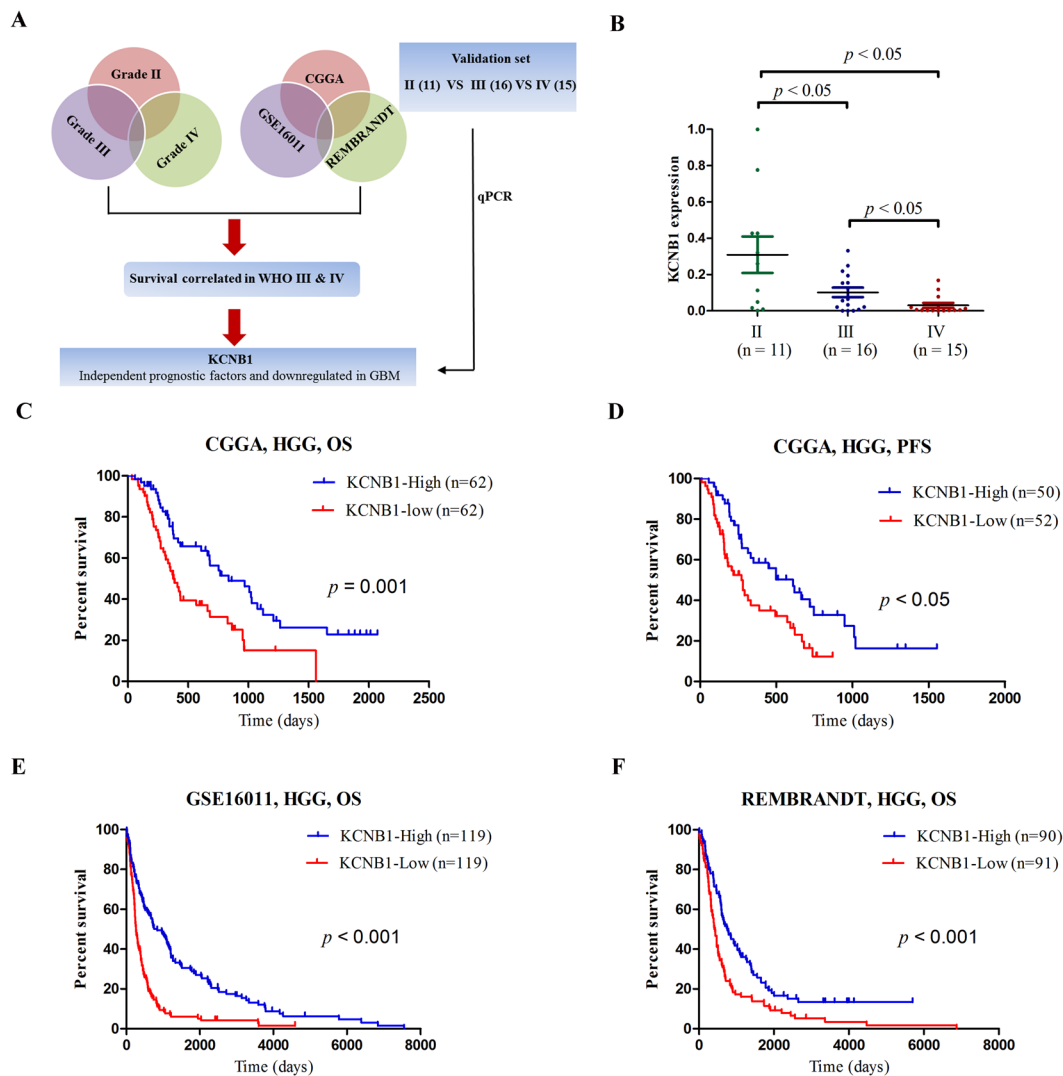 A
Grade II
Grade III
Grade IV
CGGA
GSE16011
REMBRANDT
Validation set
II (11) VS III (16) VS IV (15)
qPCR
Survival correlated in WHO III & IV
KCNB1
Independent prognostic factors and downregulated in GBM
B
p < 0.05
p < 0.05
p < 0.05
KCNB1 expression
1.0
0.8
0.6
0.4
0.2
0.0
II
III
IV
(n = 11)
(n = 16)
(n = 15)
C
CGGA, HGG, OS
KCNB1-High (n=62)
KCNB1-low (n=62)
p = 0.001
Percent survival
100
80
60
40
20
0
0 500 1000 1500 2000 2500
Time (days)
D
CGGA, HGG, PFS
KCNB1-High (n=50)
KCNB1-Low (n=52)
p < 0.05
Percent survival
100
80
60
40
20
0
0 500 1000 1500 2000
Time (days)
E
GSE16011, HGG, OS
KCNB1-High (n=119)
KCNB1-Low (n=119)
p < 0.001
Percent survival
100
80
60
40
20
0
0 2000 4000 6000 8000
Time (days)
F
REMBRANDT, HGG, OS
KCNB1-High (n=90)
KCNB1-Low (n=91)
p < 0.001
Percent survival
100
80
60
40
20
0
0 2000 4000 6000 8000
Time (days)